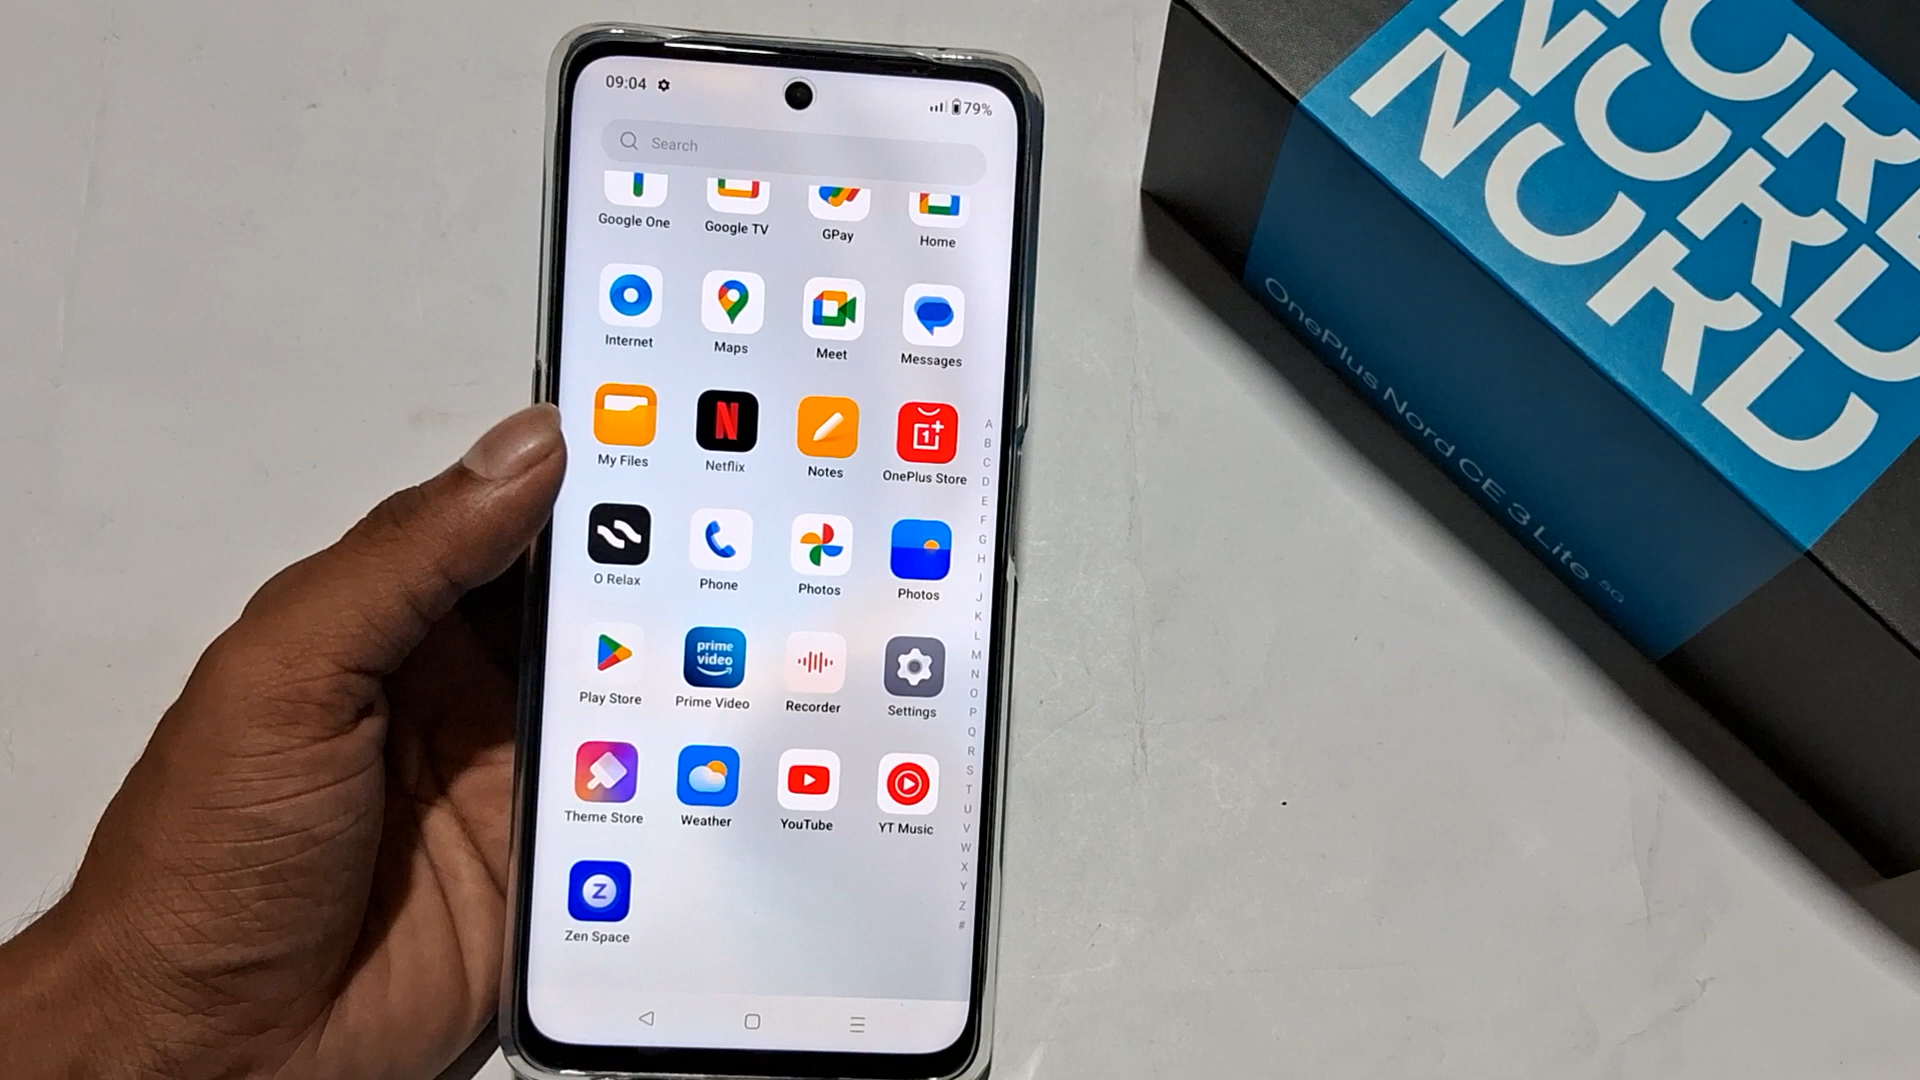 09:04
79%
Search
Google One
Google TV
GPay
Home
Internet
Maps
Meet
Messages
My Files
Netflix
Notes
OnePlus Store
O Relax
Phone
Photos
Photos
Play Store
prime
video
Prime Video
Recorder
Settings
Theme Store
Weather
YouTube
YT Music
Z
Zen Space
A
B
C
D
E
F
G
H
I
J
K
L
M
N
O
P
Q
R
S
T
U
V
W
X
Y
Z
#
NORD
NORD
OnePlus Nord CE 3 Lite 5G